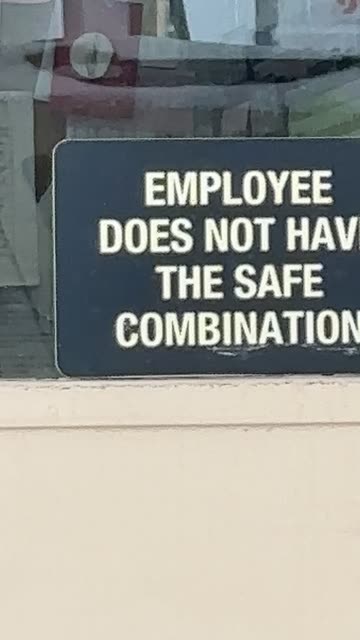 EMPLOYEE
DOES NOT HAV
THE SAFE
COMBINATION